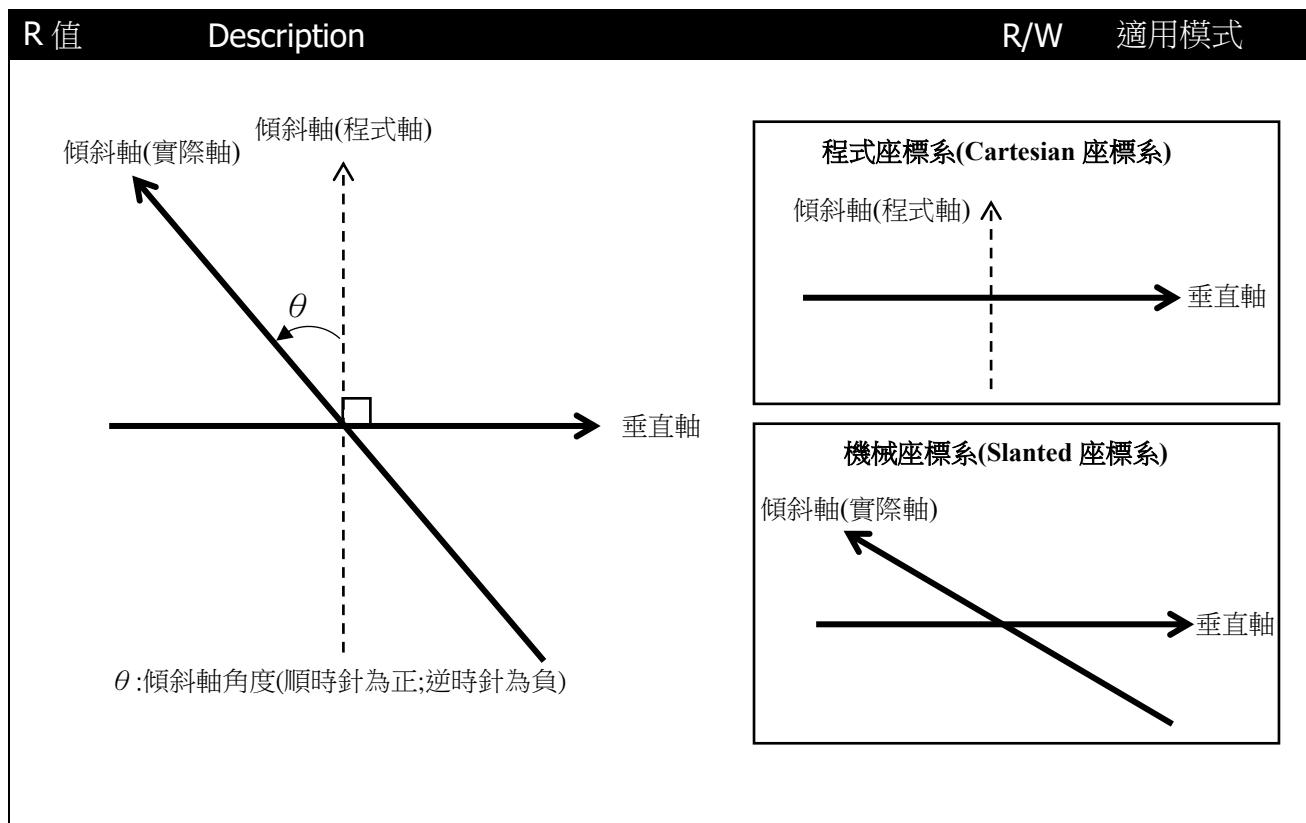 R 值 Description R/W 適用模式
傾斜軸(程式軸)
傾斜軸(實際軸)
θ
垂直軸
θ:傾斜軸角度(順時針為正;逆時針為負)
程式座標系(Cartesian 座標系)
傾斜軸(程式軸)
垂直軸
機械座標系(Slanted 座標系)
傾斜軸(實際軸)
垂直軸